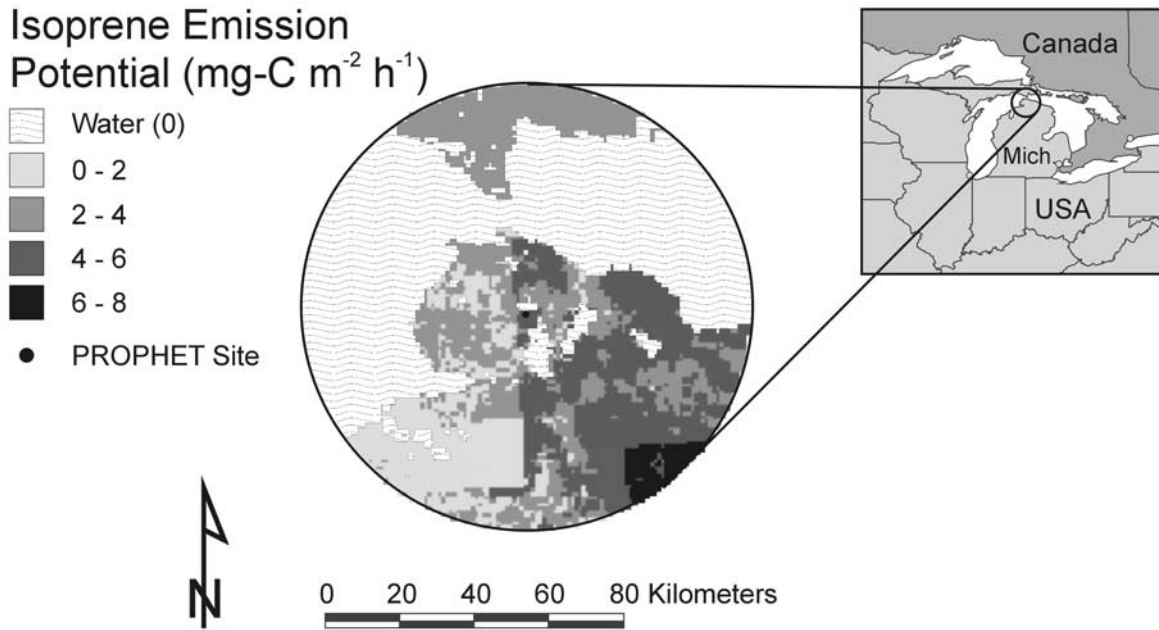 Isoprene Emission
Potential (mg-C m⁻² h⁻¹)
Water (0)
0 - 2
2 - 4
4 - 6
6 - 8
PROPHET Site
Canada
Mich.
USA
N
0 20 40 60 80 Kilometers